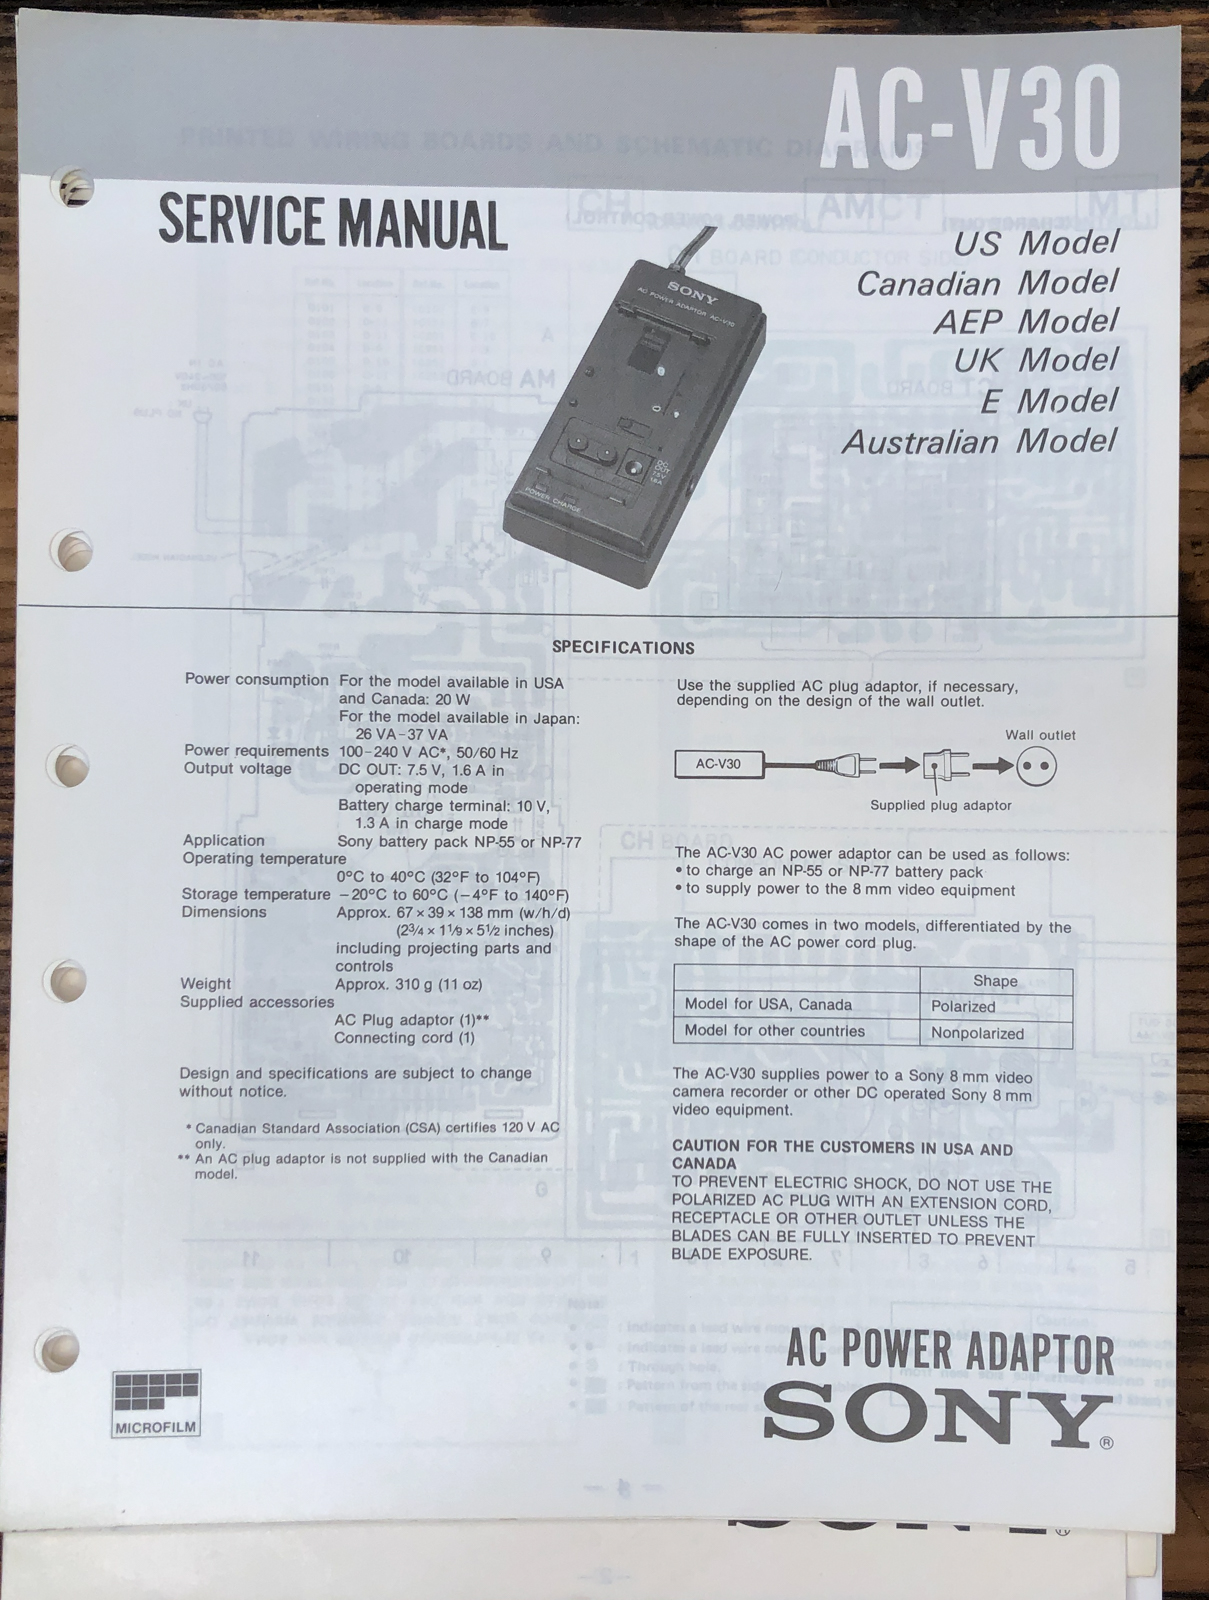 AC-V30
SERVICE MANUAL
US Model
Canadian Model
AEP Model
UK Model
E Model
Australian Model
SONY
AC POWER ADAPTOR AC-V30
DC
OUT
7.5V
1.6A
POWER CHARGE
SPECIFICATIONS
Power consumption For the model available in USA
and Canada: 20 W
For the model available in Japan:
26 VA-37 VA
Power requirements 100-240 V AC*, 50/60 Hz
Output voltage DC OUT: 7.5 V, 1.6 A in
operating mode
Battery charge terminal: 10 V,
1.3 A in charge mode
Application Sony battery pack NP-55 or NP-77
Operating temperature
0°C to 40°C (32°F to 104°F)
Storage temperature −20°C to 60°C (−4°F to 140°F)
Dimensions Approx. 67 × 39 × 138 mm (w/h/d)
(2¾ × 1⅑ × 5½ inches)
including projecting parts and
controls
Weight Approx. 310 g (11 oz)
Supplied accessories
AC Plug adaptor (1)**
Connecting cord (1)
Design and specifications are subject to change
without notice.
* Canadian Standard Association (CSA) certifies 120 V AC
only.
** An AC plug adaptor is not supplied with the Canadian
model.
Use the supplied AC plug adaptor, if necessary,
depending on the design of the wall outlet.
Wall outlet
AC-V30
Supplied plug adaptor
The AC-V30 AC power adaptor can be used as follows:
• to charge an NP-55 or NP-77 battery pack
• to supply power to the 8 mm video equipment
The AC-V30 comes in two models, differentiated by the
shape of the AC power cord plug.
Shape
Model for USA, Canada Polarized
Model for other countries Nonpolarized
The AC-V30 supplies power to a Sony 8 mm video
camera recorder or other DC operated Sony 8 mm
video equipment.
CAUTION FOR THE CUSTOMERS IN USA AND
CANADA
TO PREVENT ELECTRIC SHOCK, DO NOT USE THE
POLARIZED AC PLUG WITH AN EXTENSION CORD,
RECEPTACLE OR OTHER OUTLET UNLESS THE
BLADES CAN BE FULLY INSERTED TO PREVENT
BLADE EXPOSURE.
AC POWER ADAPTOR
SONY®
MICROFILM